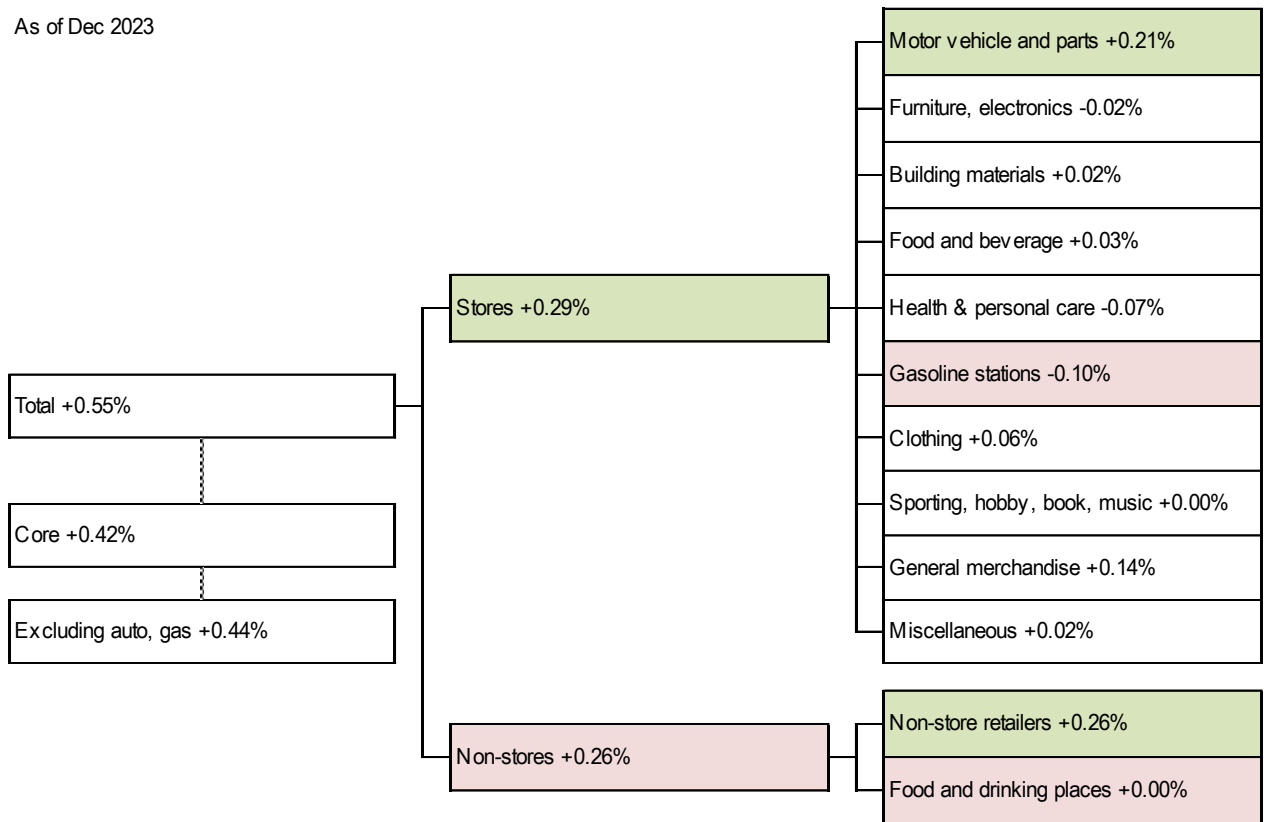 As of Dec 2023
Total +0.55%
Core +0.42%
Excluding auto, gas +0.44%
Stores +0.29%
Non-stores +0.26%
Motor vehicle and parts +0.21%
Furniture, electronics -0.02%
Building materials +0.02%
Food and beverage +0.03%
Health & personal care -0.07%
Gasoline stations -0.10%
Clothing +0.06%
Sporting, hobby, book, music +0.00%
General merchandise +0.14%
Miscellaneous +0.02%
Non-store retailers +0.26%
Food and drinking places +0.00%